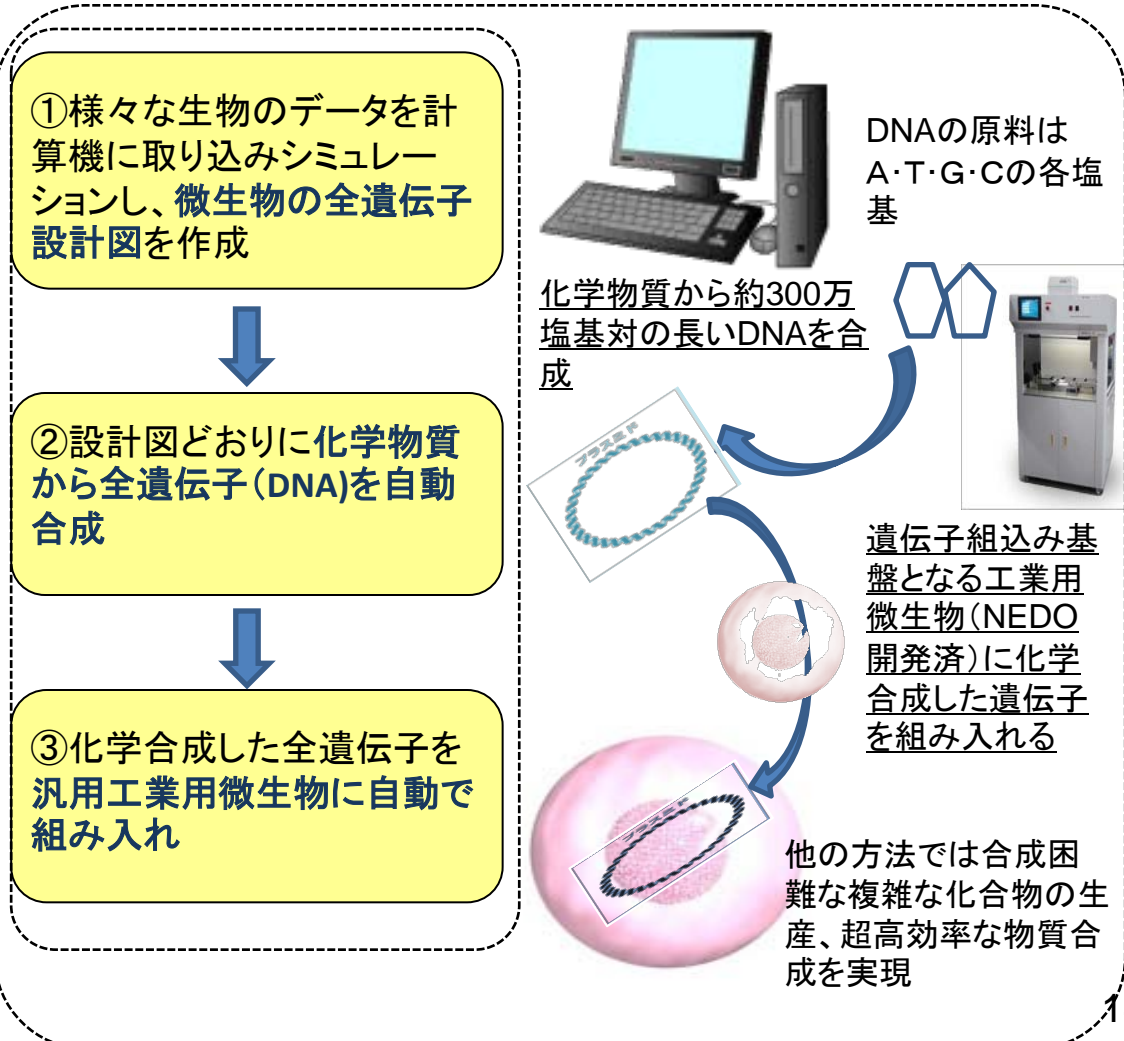 ①様々な生物のデータを計
算機に取り込みシミュレー
ションし、微生物の全遺伝子
設計図を作成
②設計図どおりに化学物質
から全遺伝子(DNA)を自動
合成
③化学合成した全遺伝子を
汎用工業用微生物に自動で
組み入れ
DNAの原料は
A・T・G・Cの各塩
基
化学物質から約300万
塩基対の長いDNAを合
成
プラスミド
遺伝子組込み基
盤となる工業用
微生物(NEDO
開発済)に化学
合成した遺伝子
を組み入れる
プラスミド
他の方法では合成困
難な複雑な化合物の生
産、超高効率な物質合
成を実現
1